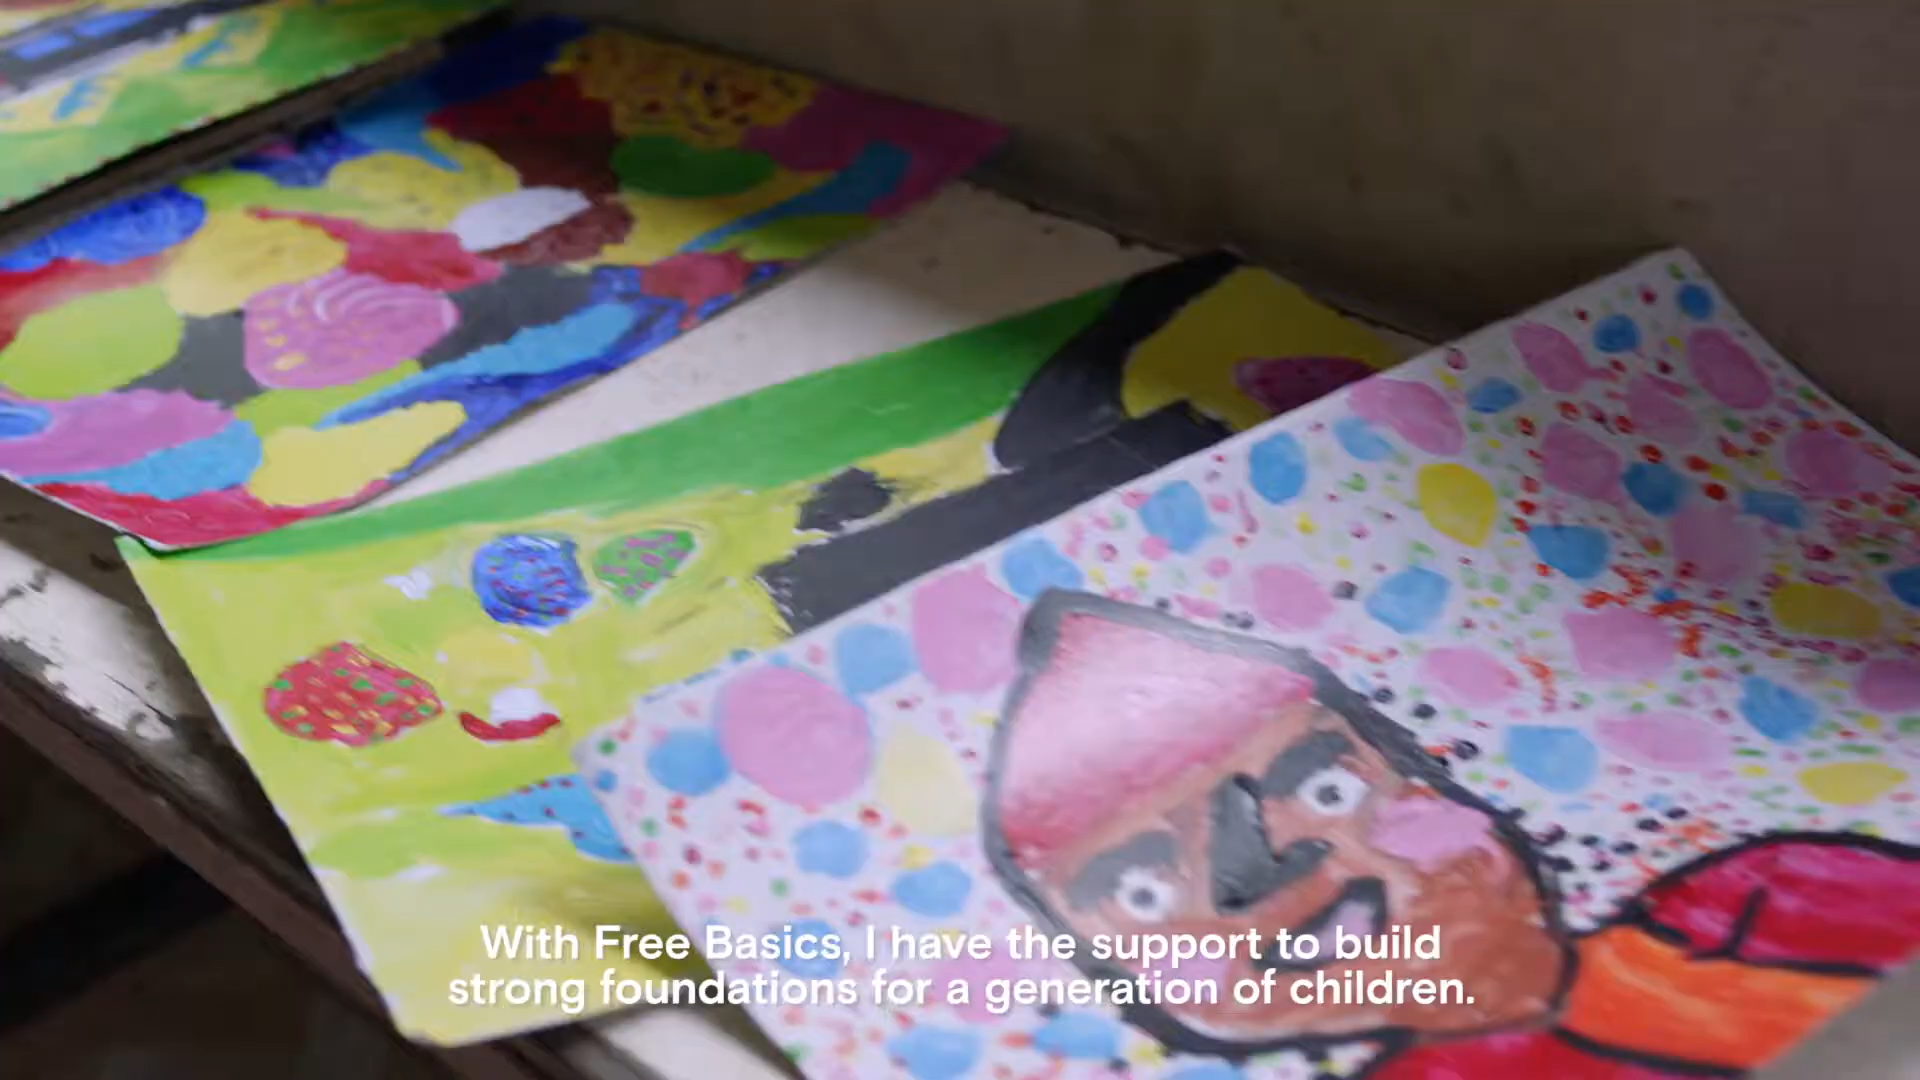 With Free Basics, I have the support to build
strong foundations for a generation of children.